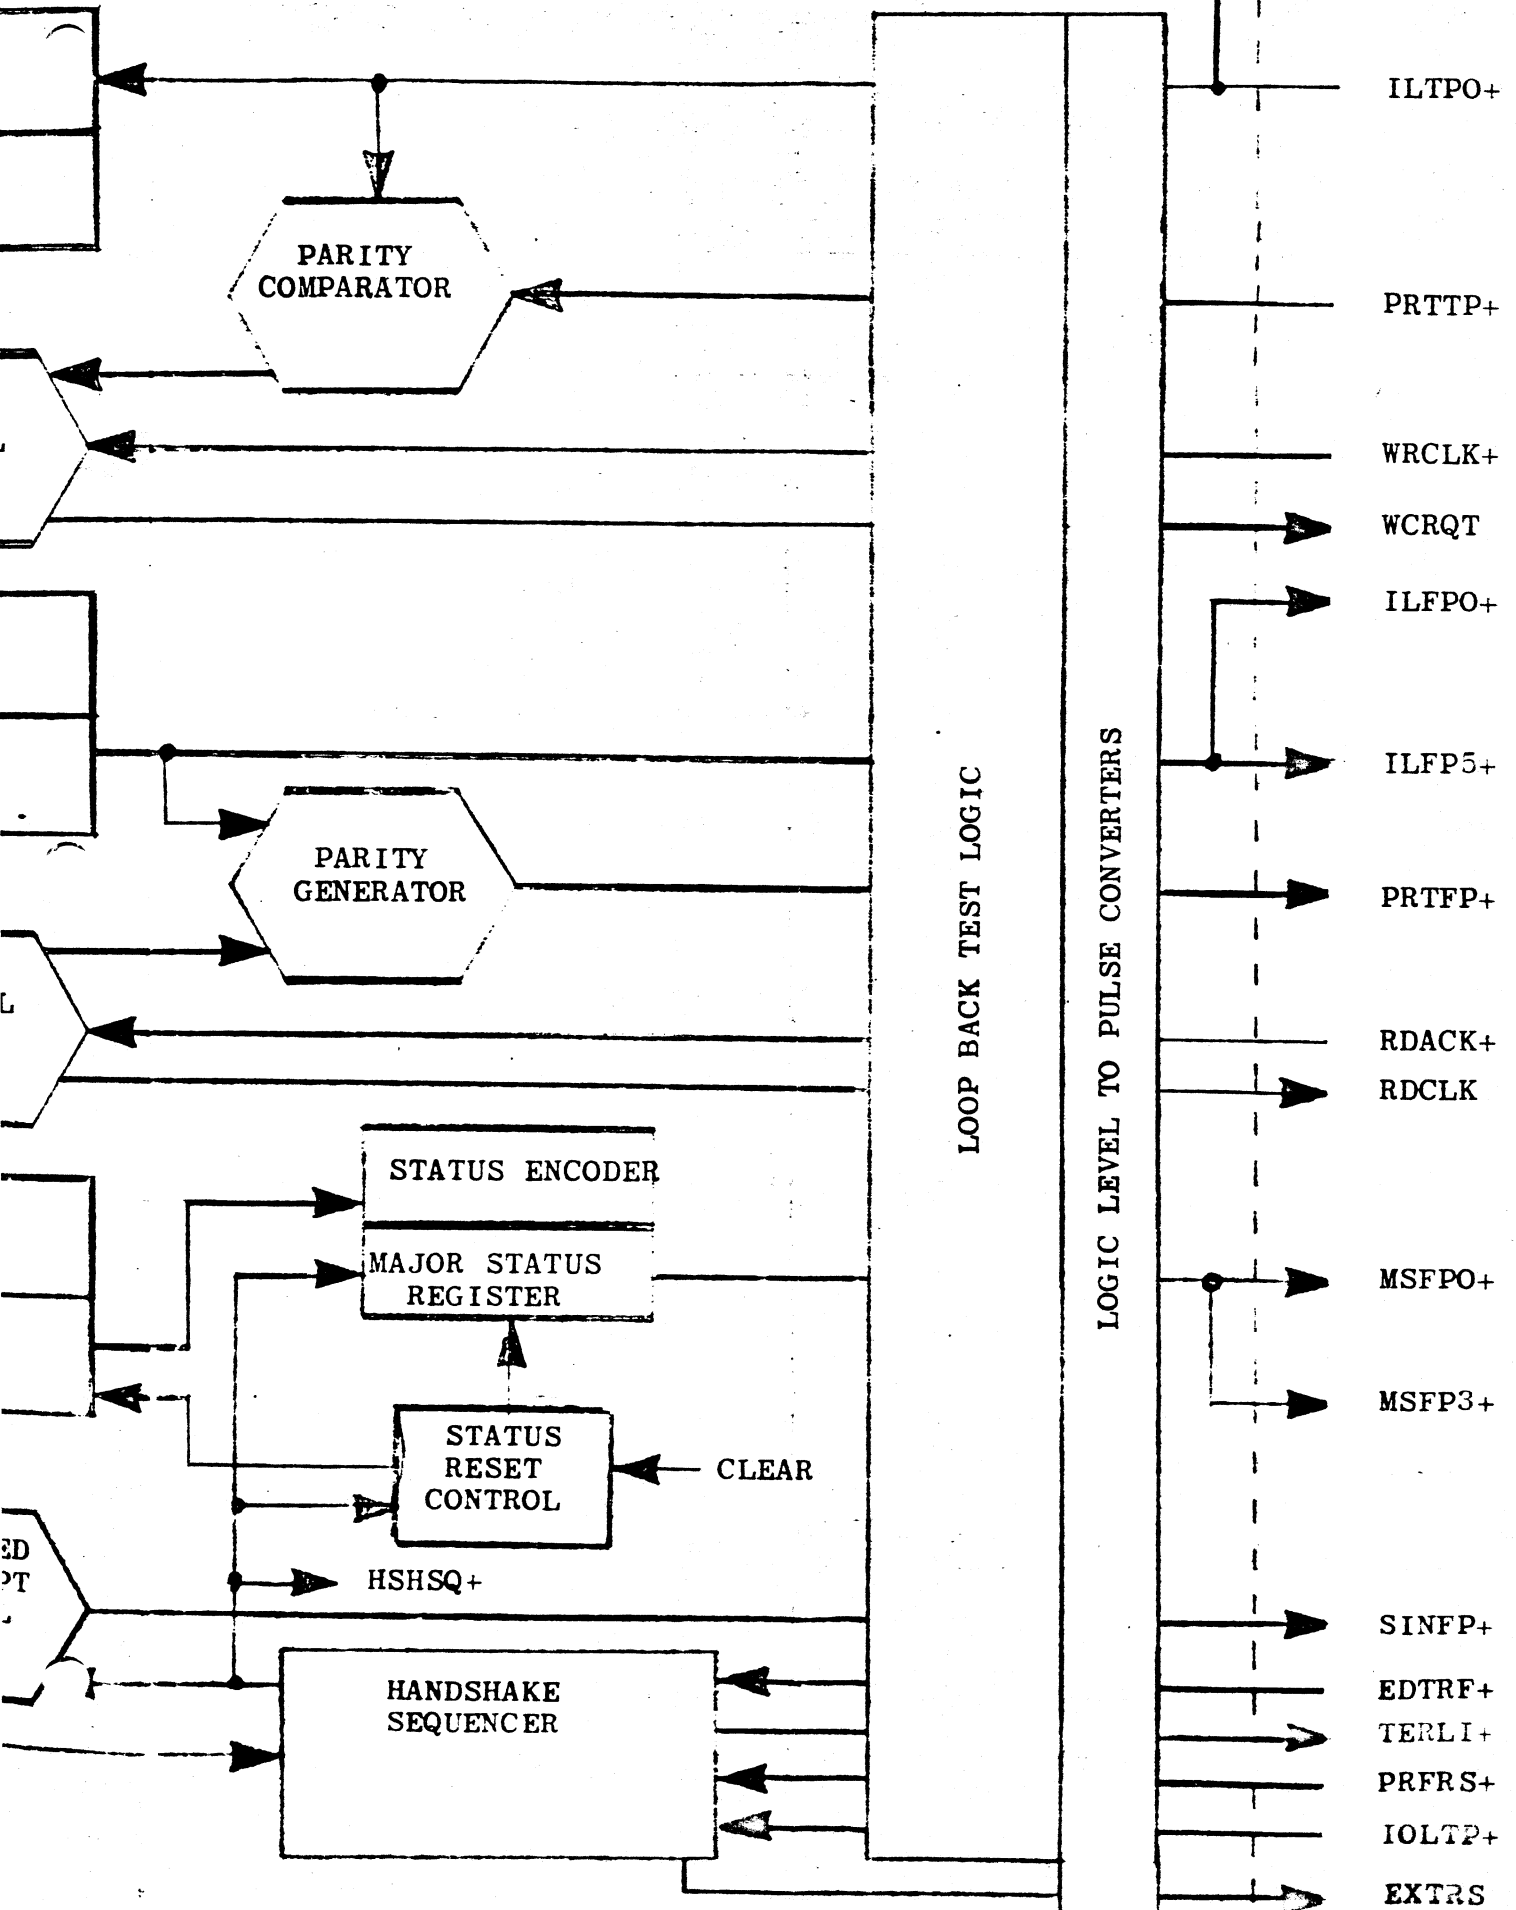 ILTPO+
PARITY
COMPARATOR
PRTTP+
WRCLK+
WCRQT
ILFPO+
ILFP5+
PARITY
GENERATOR
PRTFP+
LOOP BACK TEST LOGIC
LOGIC LEVEL TO PULSE CONVERTERS
L
RDACK+
RDCLK
STATUS ENCODER
MAJOR STATUS
REGISTER
MSFPO+
MSFP3+
STATUS
RESET
CONTROL
CLEAR
ED
PT
HSHSQ+
SINFP+
HANDSHAKE
SEQUENCER
EDTRF+
TERLI+
PRFRS+
IOLTP+
EXTRS